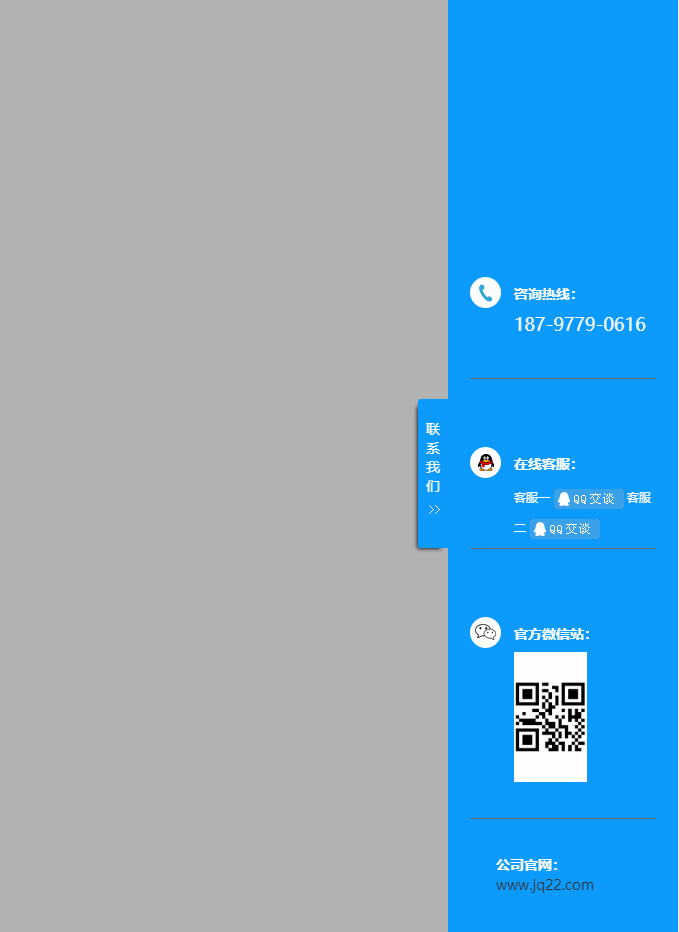 咨询热线：
187-9779-0616
联
系
我
们
在线客服：
客服一 QQ交谈 客服
二 QQ交谈
官方微信站：
公司官网：
www.jq22.com